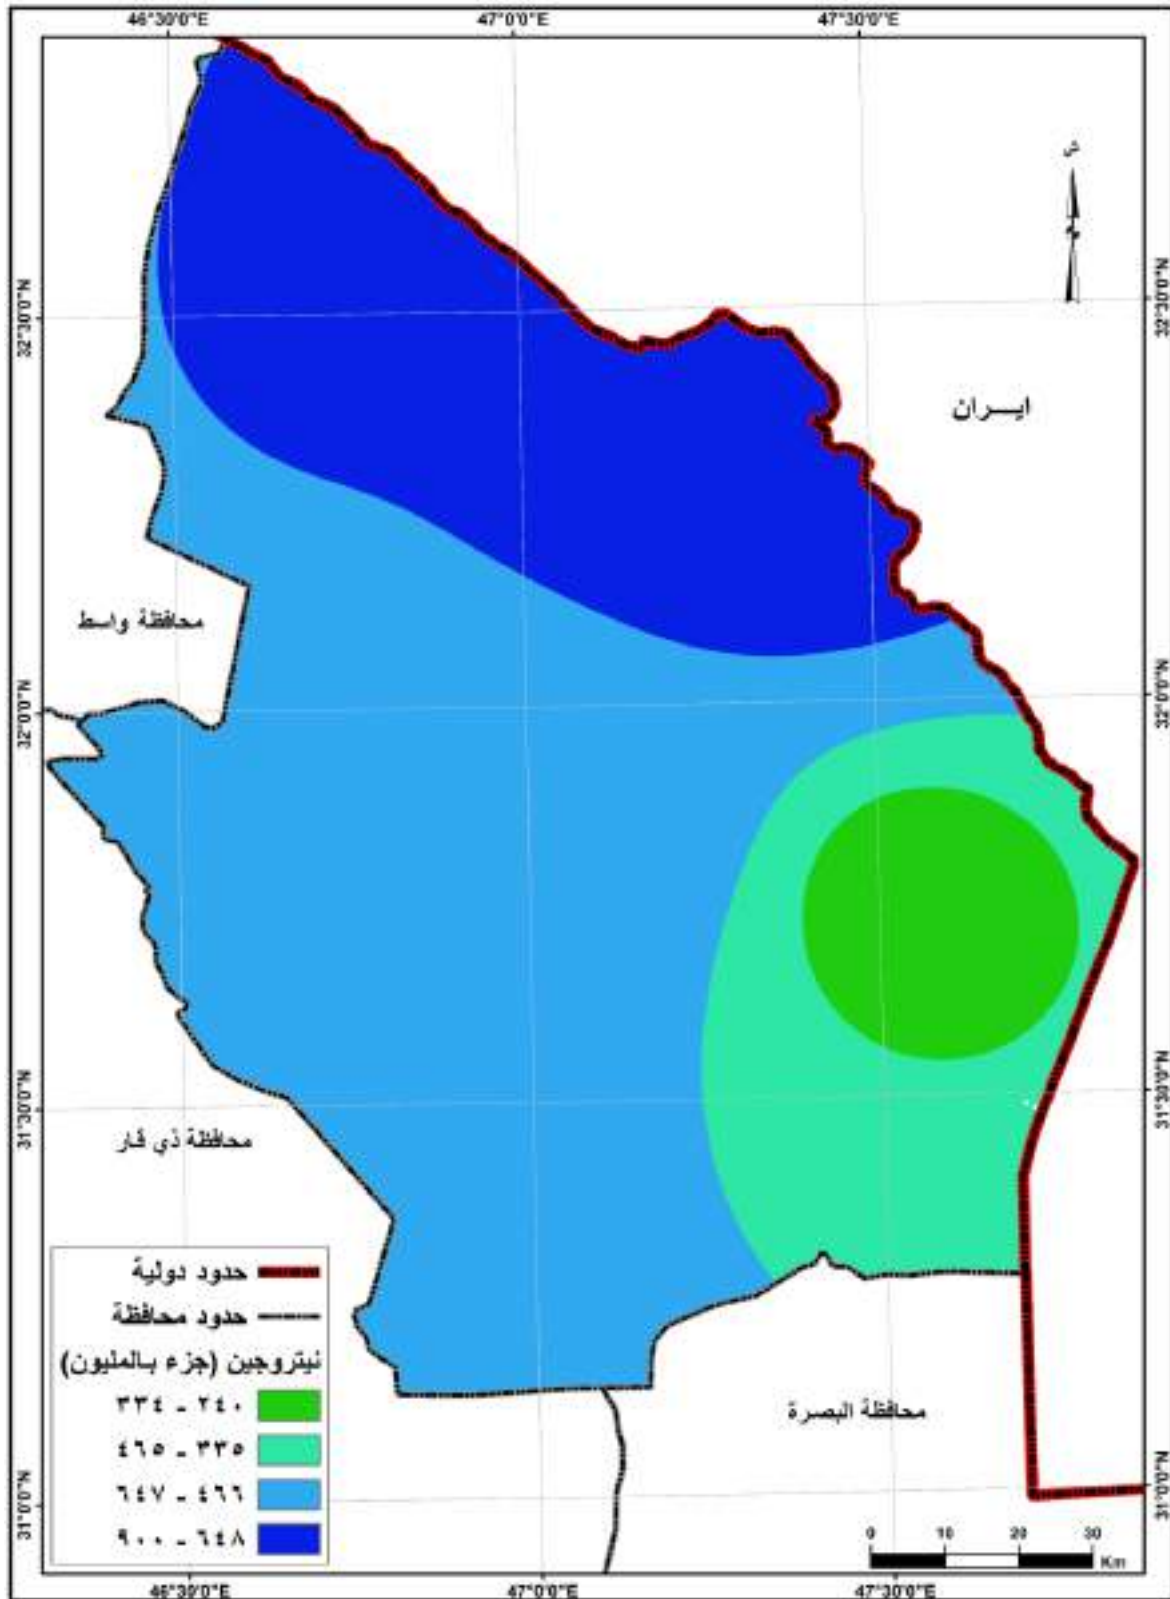 46°30'0"E 47°0'0"E 47°30'0"E
ش
32°30'0"N 32°30'0"N
ايـــران
محافظة واسط
32°0'0"N 32°0'0"N
31°30'0"N 31°30'0"N
محافظة ذي قار
حدود دولية
حدود محافظة
نيتروجين (جزء بالمليون)
٢٤٠ - ٣٣٤
٣٣٥ - ٤٦٥
٤٦٦ - ٦٤٧
٦٤٨ - ٩٠٠
محافظة البصرة
31°0'0"N 31°0'0"N
0 10 20 30
Km
46°30'0"E 47°0'0"E 47°30'0"E